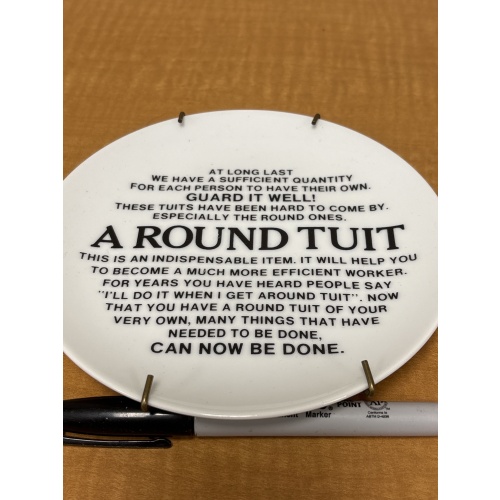 AT LONG LAST
WE HAVE A SUFFICIENT QUANTITY
FOR EACH PERSON TO HAVE THEIR OWN.
GUARD IT WELL!
THESE TUITS HAVE BEEN HARD TO COME BY.
ESPECIALLY THE ROUND ONES.
A ROUND TUIT
THIS IS AN INDISPENSABLE ITEM. IT WILL HELP YOU
TO BECOME A MUCH MORE EFFICIENT WORKER.
FOR YEARS YOU HAVE HEARD PEOPLE SAY
"I'LL DO IT WHEN I GET AROUND TUIT". NOW
THAT YOU HAVE A ROUND TUIT OF YOUR
VERY OWN, MANY THINGS THAT HAVE
NEEDED TO BE DONE,
CAN NOW BE DONE.
POINT
Marker